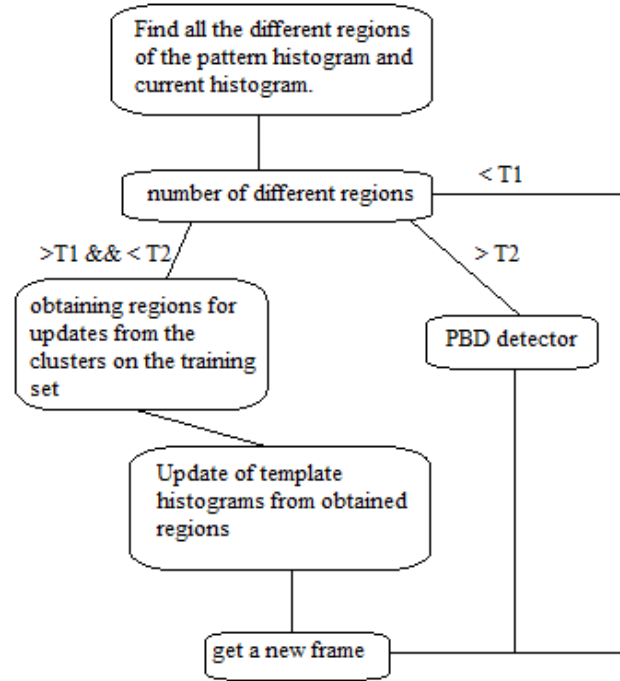 Find all the different regions
of the pattern histogram and
current histogram.
< T1
number of different regions
>T1 && < T2
> T2
obtaining regions for
updates from the
clusters on the training
set
PBD detector
Update of template
histograms from obtained
regions
get a new frame